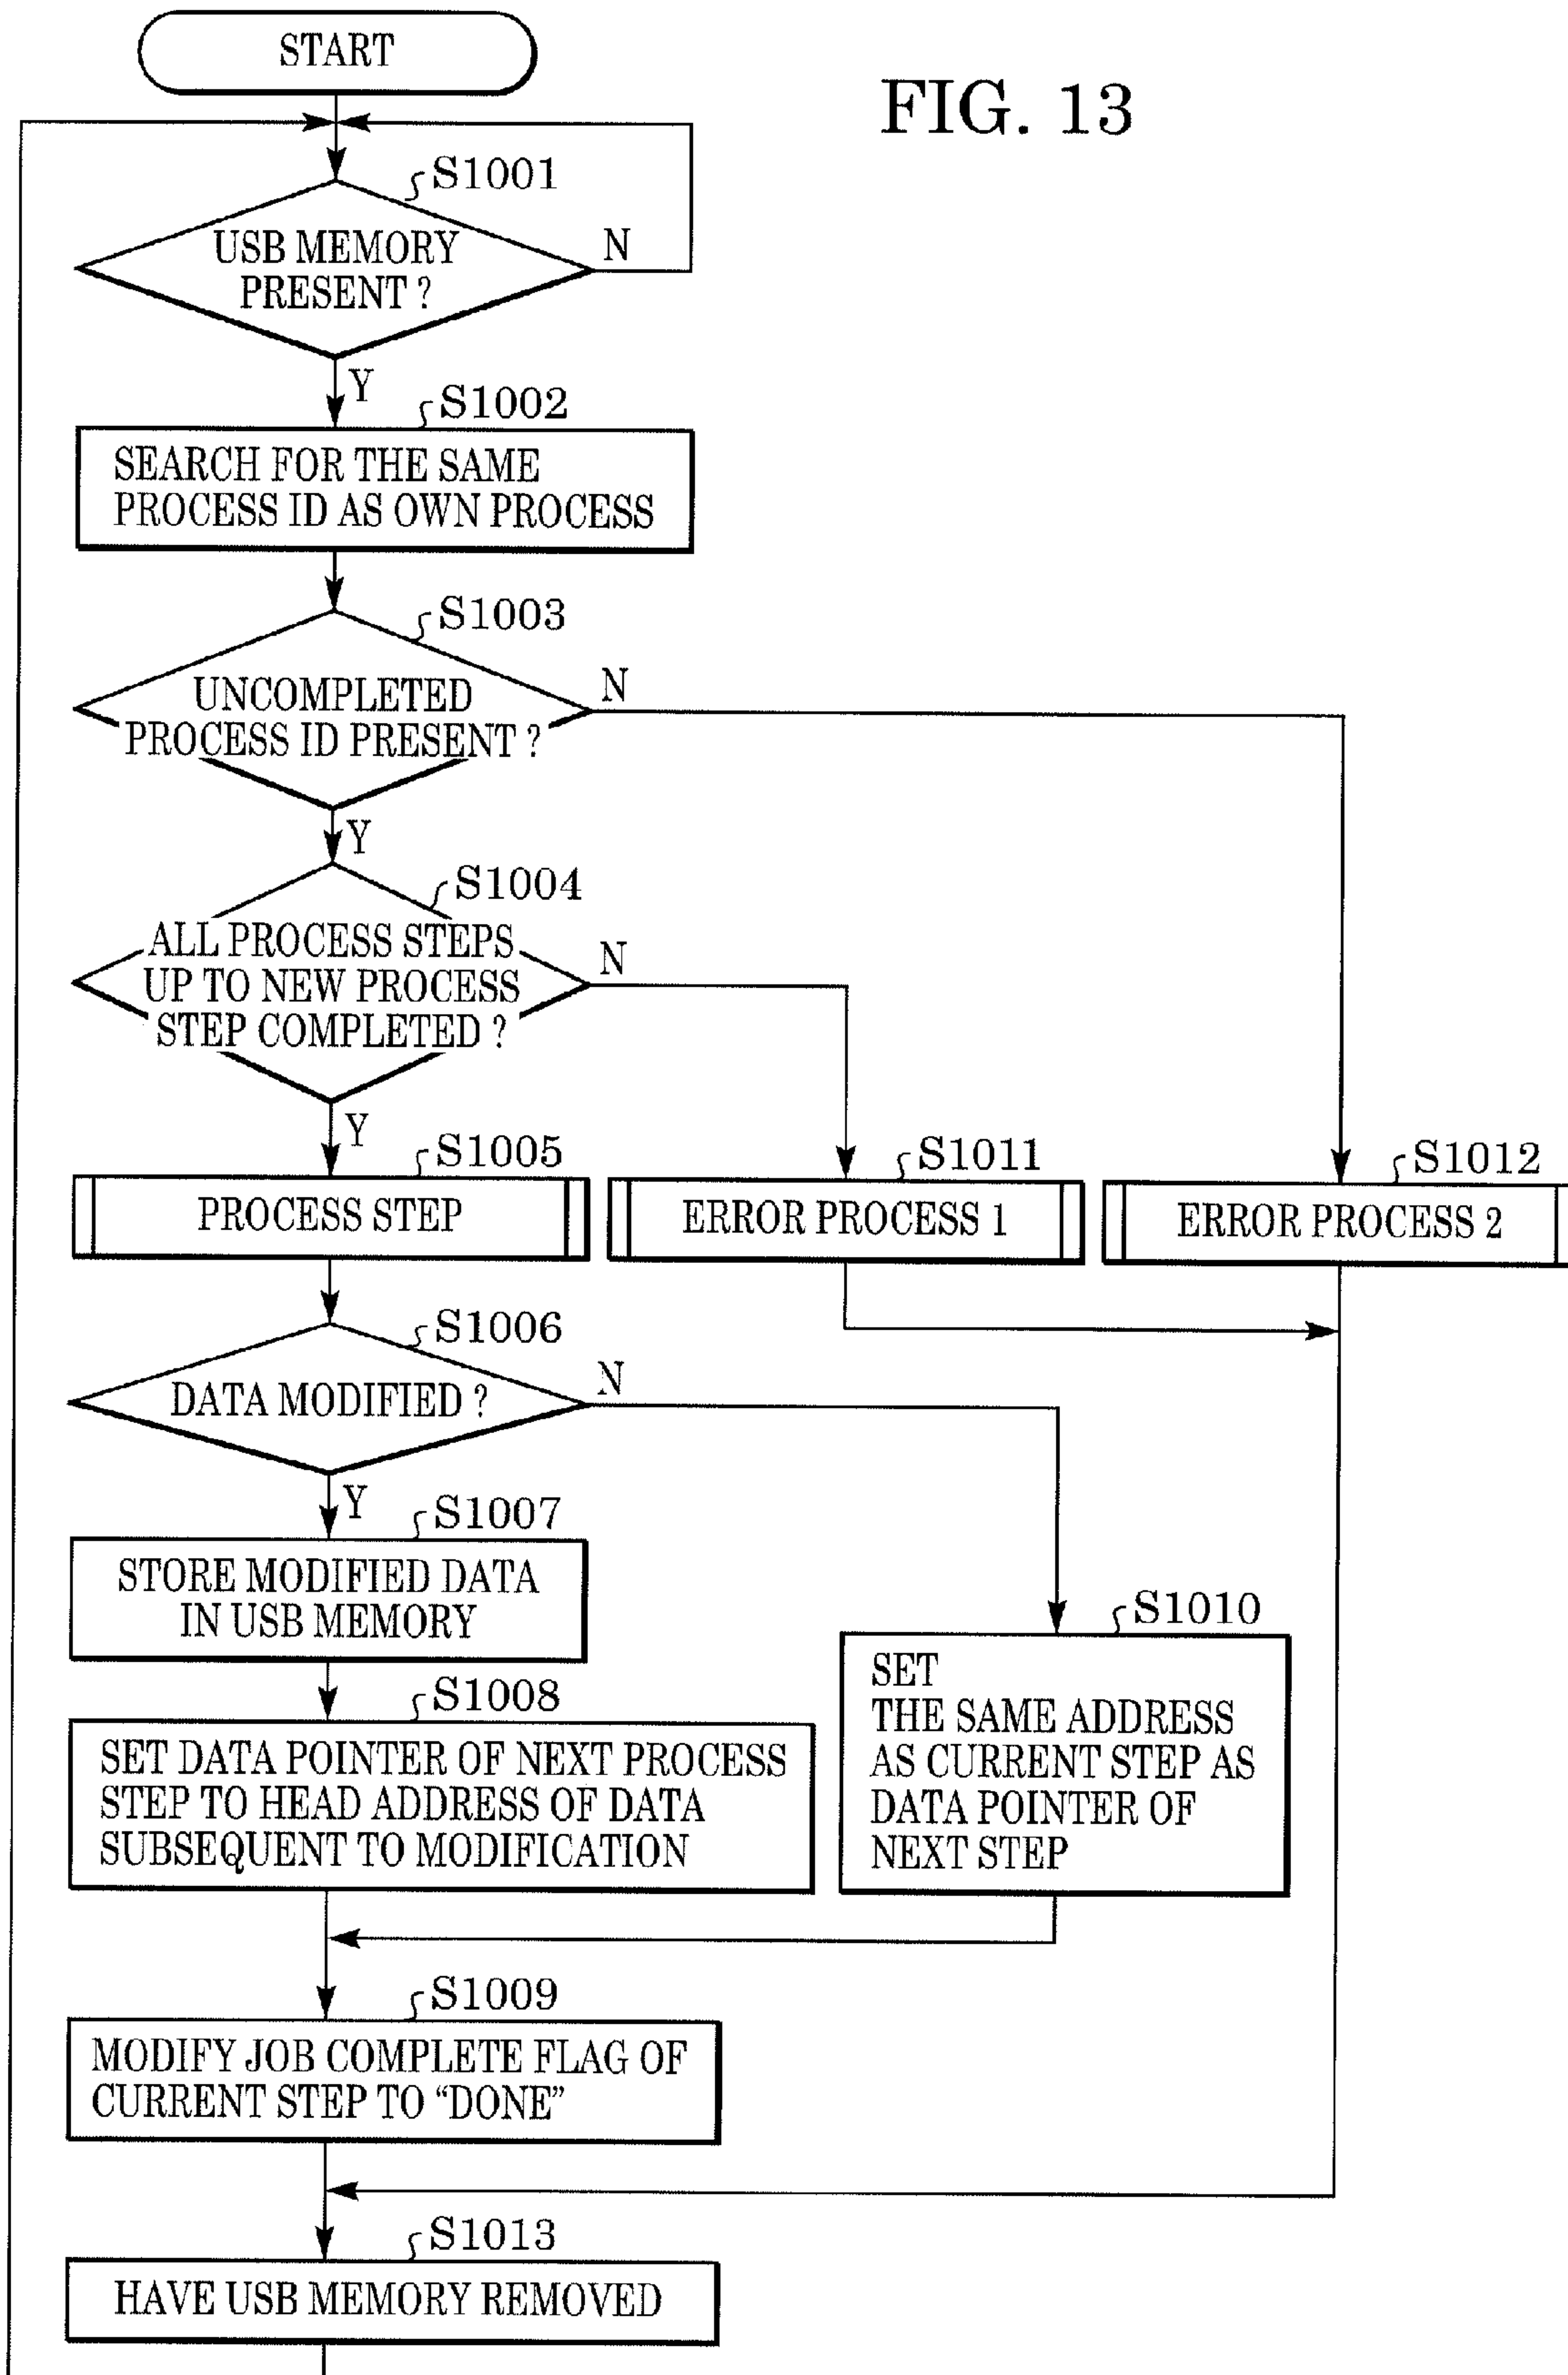 START
FIG. 13
S1001
USB MEMORY
PRESENT ?
N
Y
S1002
SEARCH FOR THE SAME
PROCESS ID AS OWN PROCESS
S1003
UNCOMPLETED
PROCESS ID PRESENT ?
N
Y
S1004
ALL PROCESS STEPS
UP TO NEW PROCESS
STEP COMPLETED ?
N
Y
S1005
PROCESS STEP
S1011
ERROR PROCESS 1
S1012
ERROR PROCESS 2
S1006
DATA MODIFIED ?
N
Y
S1007
STORE MODIFIED DATA
IN USB MEMORY
S1008
SET DATA POINTER OF NEXT PROCESS
STEP TO HEAD ADDRESS OF DATA
SUBSEQUENT TO MODIFICATION
S1010
SET
THE SAME ADDRESS
AS CURRENT STEP AS
DATA POINTER OF
NEXT STEP
S1009
MODIFY JOB COMPLETE FLAG OF
CURRENT STEP TO “DONE”
S1013
HAVE USB MEMORY REMOVED